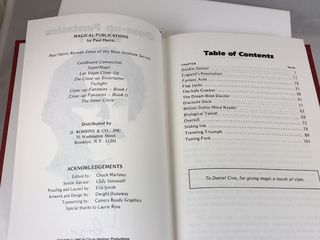 MAGICAL PUBLICATIONS
by Paul Harris
Paul Harris Reveals Some of His Most Intimate Secrets
Cardboard Connection
SuperMagic
Las Vegas Close-Up
The Close-up Entertainer
Twilight
Close-up Fantasies - Book I
Close-up Fantasies - Book II
The Inner Circle
Distributed by
D. ROBBINS & CO., INC.
70 Washington Street
Brooklyn, N.Y. 11201
ACKNOWLEDGEMENTS
Edited by: Chuck Martinez
Senior Advisor: Looy Simonoff
Proofing and Layout by: Eric Smith
Artwork and Design by: Dwight Dunaway
Typesetting by: Camera Ready Graphics
Special thanks to Laurie Ross
Chuck Martinez Productions
Table of Contents
CHAPTER
Double Decker
England's Penetration
Fantasy Aces
Flap Jacks
The Safe Cracker
The Dream Boat Dazzler
Discount Deck
Million Dollar Mind Reader
Biological Vision
Overkill
Sliding Ink
Traveling Triumph
Tuning Fork
To Daniel Cros, for giving magic a touch of class.